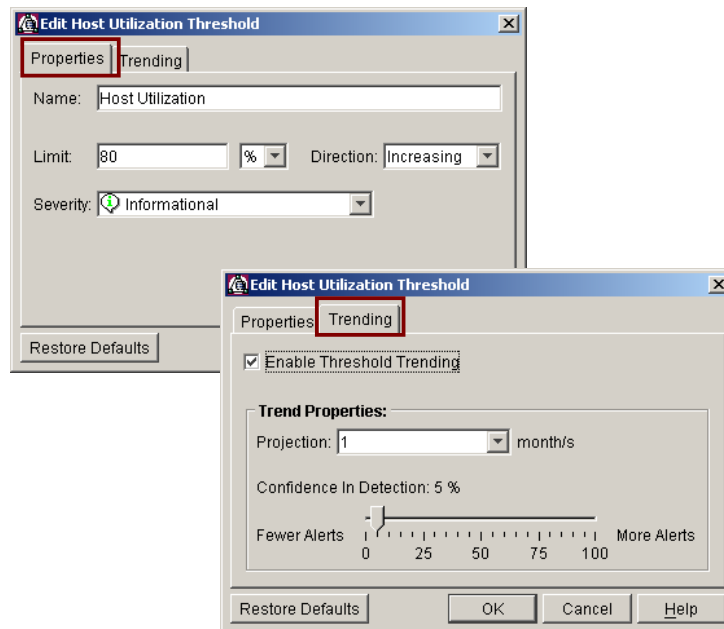 Edit Host Utilization Threshold
Properties Trending
Name: Host Utilization
Limit: 80 % Direction: Increasing
Severity: Informational
Restore Defaults
Edit Host Utilization Threshold
Properties Trending
Enable Threshold Trending
Trend Properties:
Projection: 1 month/s
Confidence In Detection: 5 %
Fewer Alerts More Alerts
0 25 50 75 100
Restore Defaults OK Cancel Help